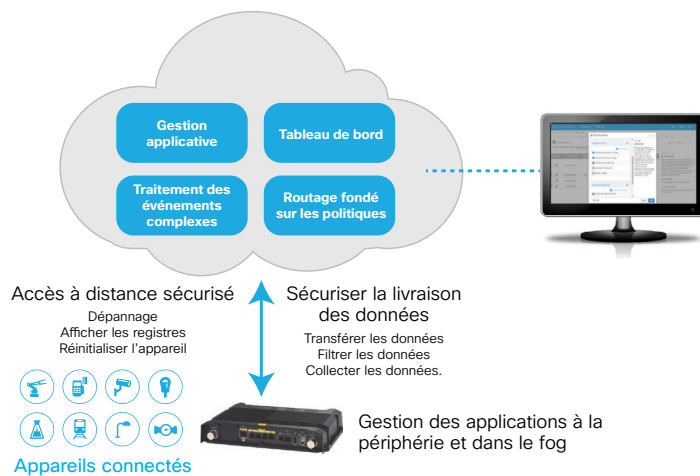 Gestion
applicative
Tableau de bord
Traitement des
événements
complexes
Routage fondé
sur les politiques
Accès à distance sécurisé
Dépannage
Afficher les registres
Réinitialiser l'appareil
Sécuriser la livraison
des données
Transférer les données
Filtrer les données
Collecter les données.
Gestion des applications à la
périphérie et dans le fog
Appareils connectés